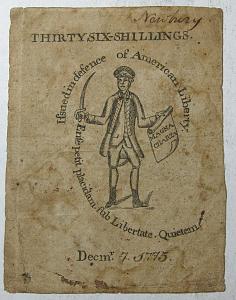 Newbury
THIRTY SIX-SHILLINGS.
Issued in defence of American Liberty.
Ense petit placidam, sub Libertate, Quietem
MAGNA
CHARTA
Decmr. 7. 1775.